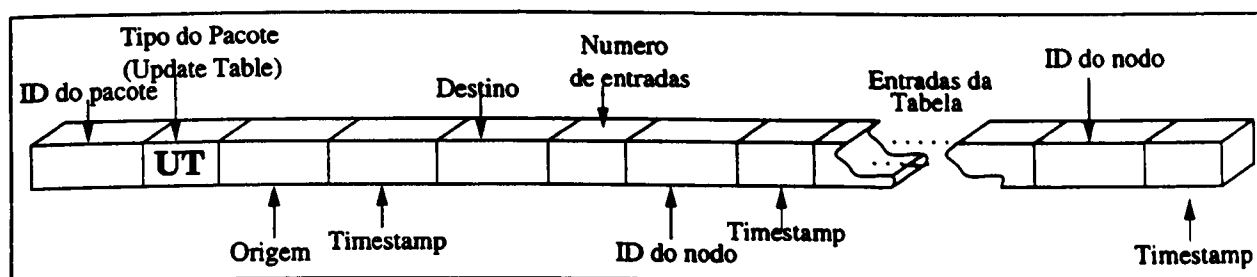 Tipo do Pacote
(Update Table)
ID do pacote
Destino
Numero
de entradas
Entradas da
Tabela
ID do nodo
UT
Origem
Timestamp
ID do nodo
Timestamp
Timestamp